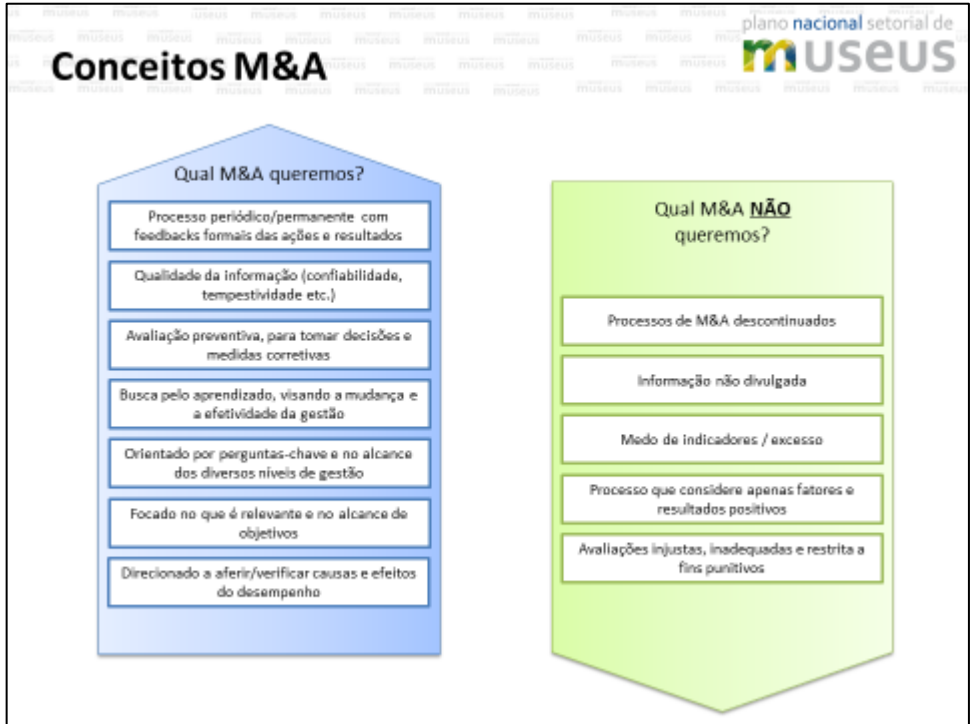 plano nacional setorial de
museus
Conceitos M&A
Qual M&A queremos?
Processo periódico/permanente com
feedbacks formais das ações e resultados
Qualidade da informação (confiabilidade,
tempestividade etc.)
Avaliação preventiva, para tomar decisões e
medidas corretivas
Busca pelo aprendizado, visando a mudança e
a efetividade da gestão
Orientado por perguntas-chave e no alcance
dos diversos níveis de gestão
Focado no que é relevante e no alcance de
objetivos
Direcionado a aferir/verificar causas e efeitos
do desempenho
Qual M&A NÃO
queremos?
Processos de M&A descontinuados
Informação não divulgada
Medo de indicadores / excesso
Processo que considere apenas fatores e
resultados positivos
Avaliações injustas, inadequadas e restrita a
fins punitivos